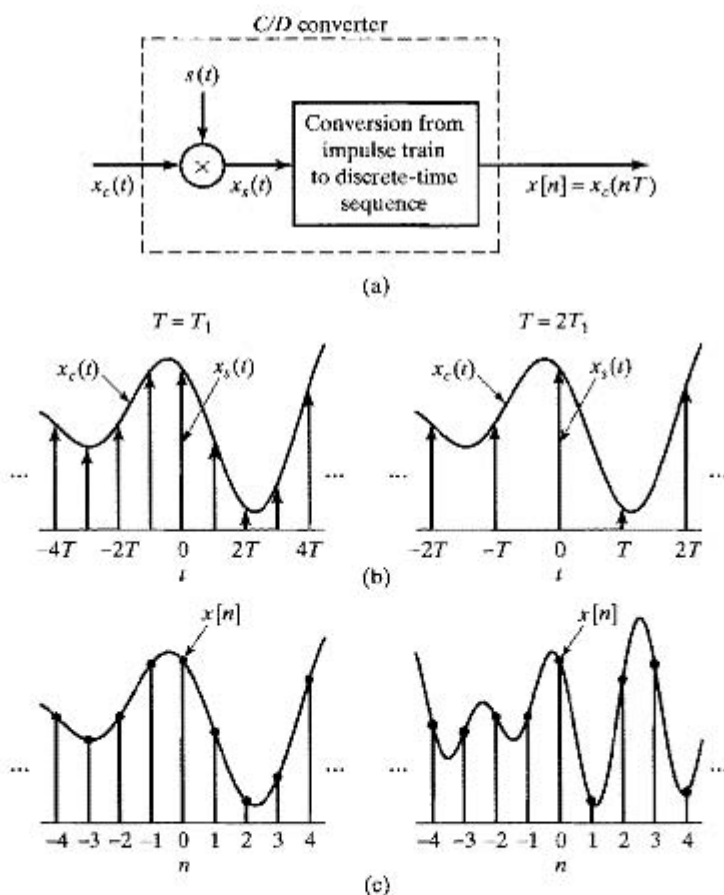 C/D converter
s(t)
×
Conversion from
impulse train
to discrete-time
sequence
x_c(t)
x_s(t)
x[n] = x_c(nT)
(a)
T = T₁
T = 2T₁
x_c(t)
x_s(t)
x_c(t)
x_s(t)
... ... ... ...
−4T −2T 0 2T 4T
−2T −T 0 T 2T
t
t
(b)
x[n]
x[n]
... ... ... ...
−4 −3 −2 −1 0 1 2 3 4
−4 −3 −2 −1 0 1 2 3 4
n
n
(c)